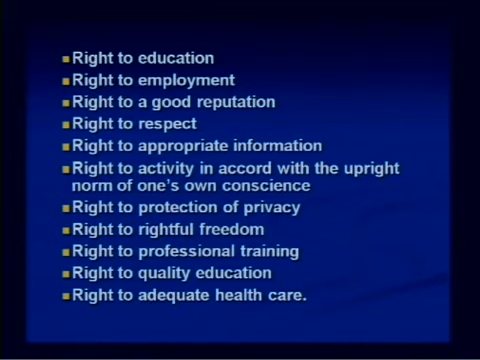 Right to education
Right to employment
Right to a good reputation
Right to respect
Right to appropriate information
Right to activity in accord with the upright
norm of one's own conscience
Right to protection of privacy
Right to rightful freedom
Right to professional training
Right to quality education
Right to adequate health care.